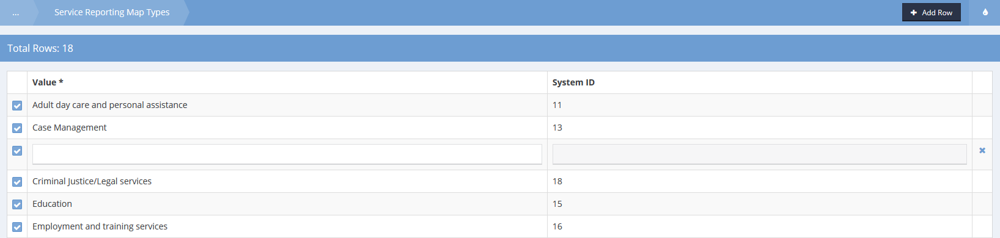 ... Service Reporting Map Types Add Row
Total Rows: 18
Value * System ID
Adult day care and personal assistance 11
Case Management 13
Criminal Justice/Legal services 18
Education 15
Employment and training services 16